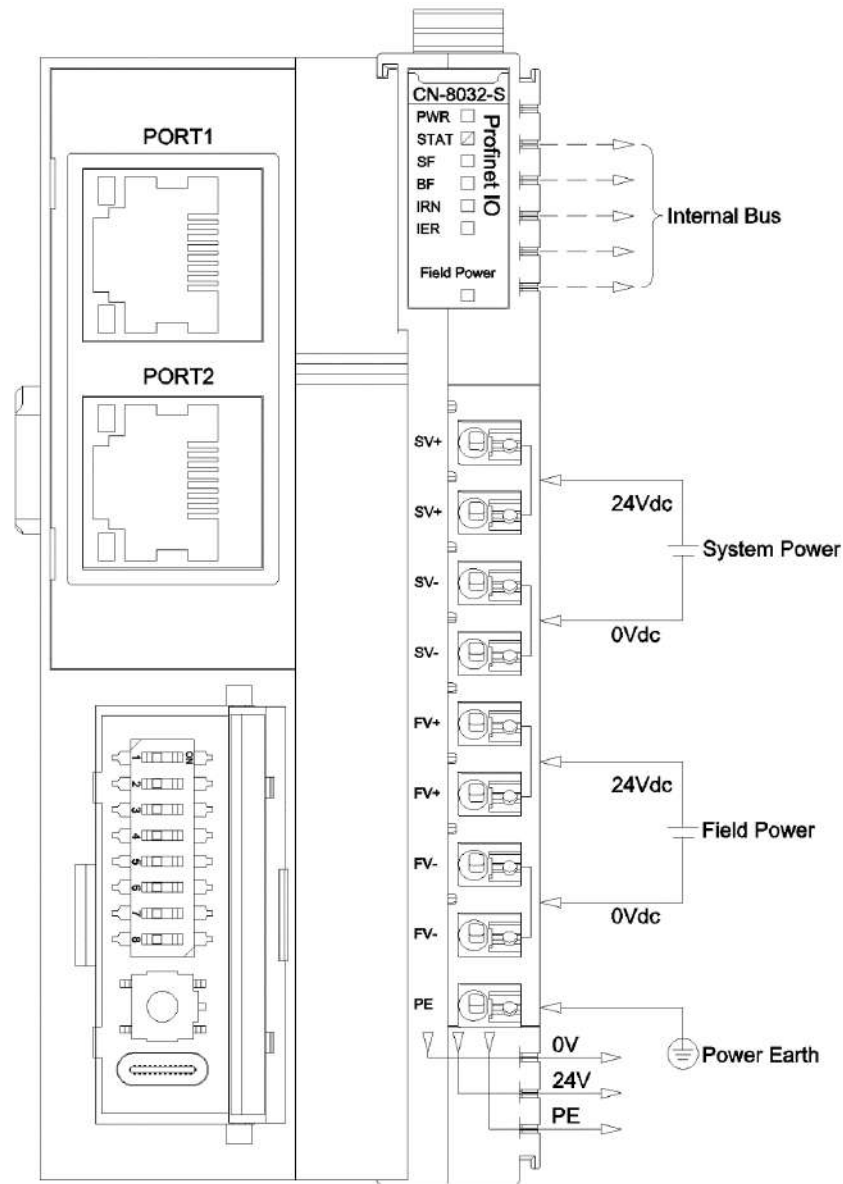 CN-8032-S
PWR
STAT
SF
BF
IRN
IER
Profinet IO
Field Power
PORT1
PORT2
Internal Bus
SV+
SV+
SV-
SV-
FV+
FV+
FV-
FV-
PE
24Vdc
System Power
0Vdc
24Vdc
Field Power
0Vdc
Power Earth
ON
1
2
3
4
5
6
7
8
0V
24V
PE